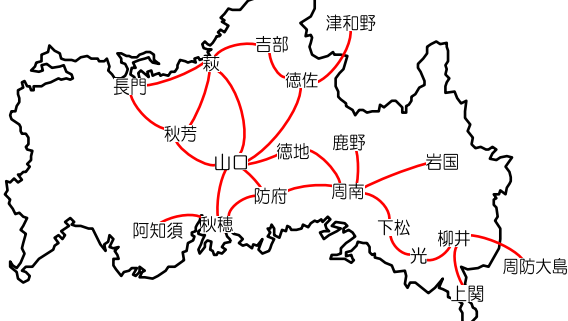 津和野
吉部
萩
徳佐
長門
秋芳
山口
徳地
鹿野
岩国
防府
周南
阿知須
秋穂
下松
光
柳井
周防大島
上関